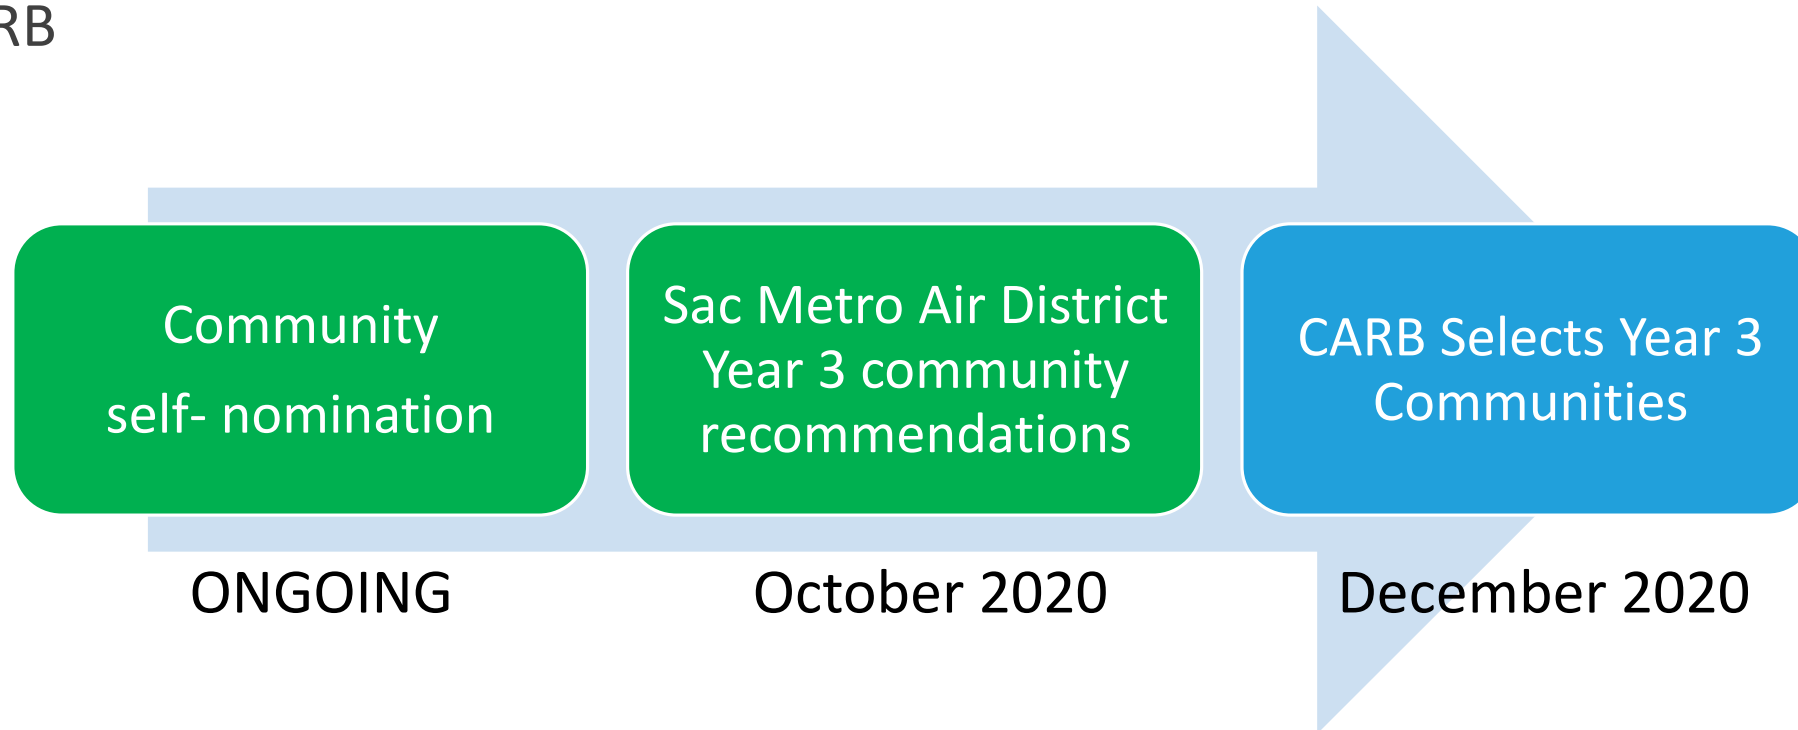 RB
Community
self- nomination
Sac Metro Air District
Year 3 community
recommendations
CARB Selects Year 3
Communities
ONGOING
October 2020
December 2020